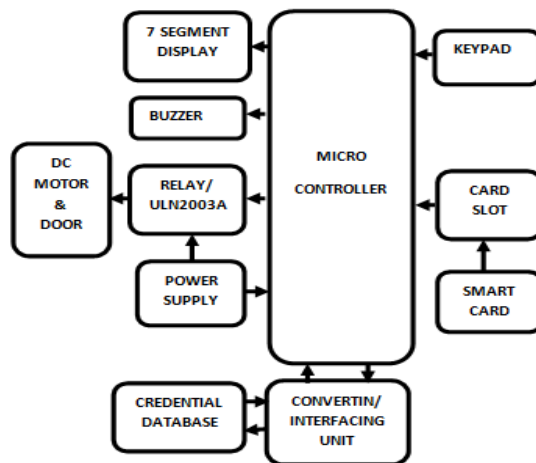 7 SEGMENT
DISPLAY
KEYPAD
BUZZER
MICRO
CONTROLLER
DC
MOTOR
&
DOOR
RELAY/
ULN2003A
CARD
SLOT
POWER
SUPPLY
SMART
CARD
CREDENTIAL
DATABASE
CONVERTIN/
INTERFACING
UNIT